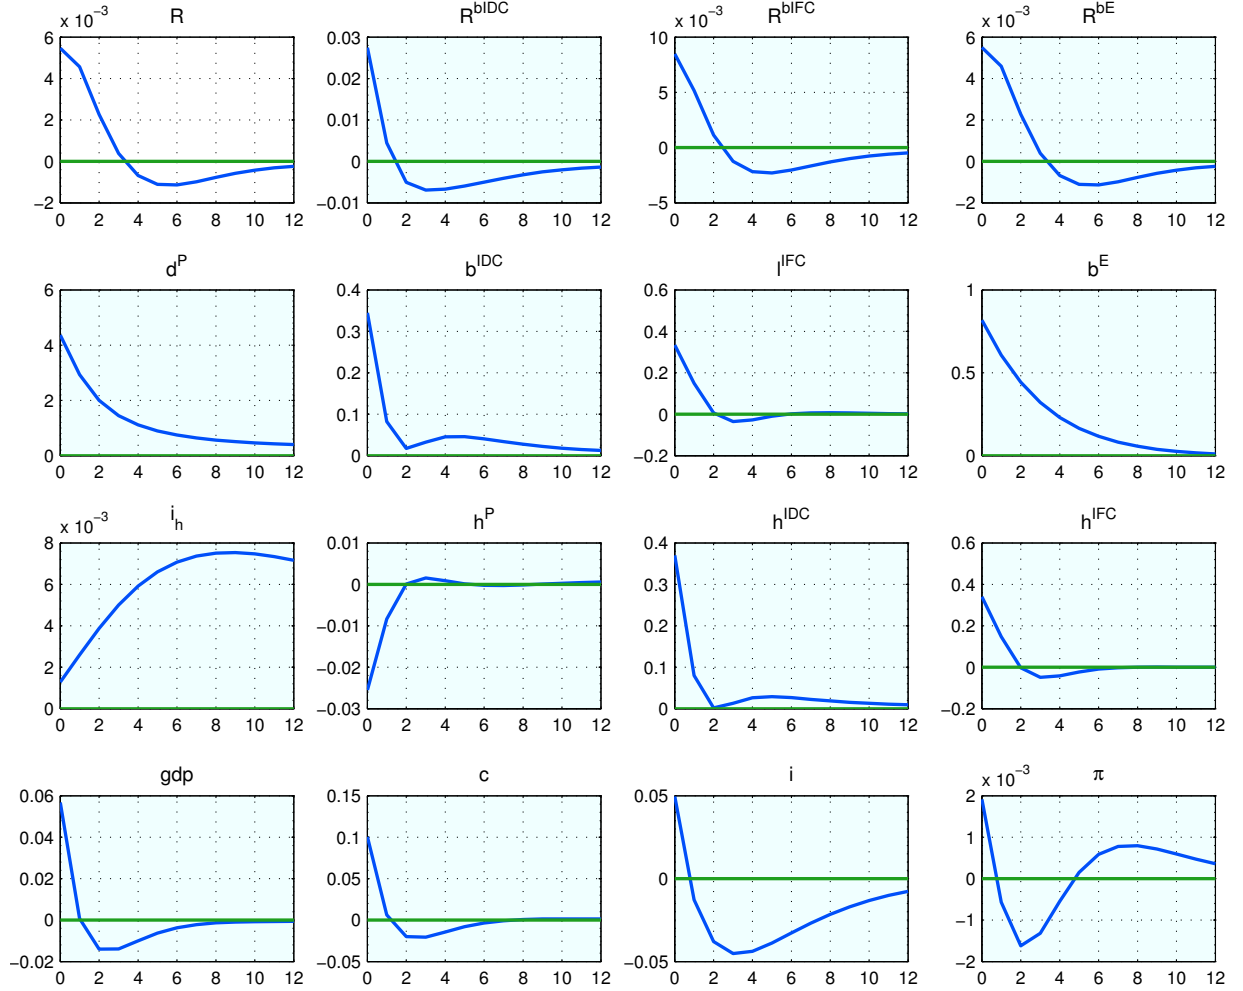 R R^{bIDC} R^{bIFC} R^{bE}
x 10^{-3} x 10^{-3} x 10^{-3}
6 0.03 10 6
4 0.02 5 4
2 0.01 0 2
0 0 −5 0
−2 −0.01 −2
0 2 4 6 8 10 12 0 2 4 6 8 10 12 0 2 4 6 8 10 12 0 2 4 6 8 10 12
d^P b^{IDC} l^{IFC} b^E
6 0.4 0.6 1
4 0.3 0.4 0.5
2 0.2 0.2 0
0 0.1 0
0 −0.2
0 2 4 6 8 10 12 0 2 4 6 8 10 12 0 2 4 6 8 10 12 0 2 4 6 8 10 12
i_h h^P h^{IDC} h^{IFC}
x 10^{-3}
8 0.01 0.4 0.6
6 0 0.3 0.4
4 −0.01 0.2 0.2
2 −0.02 0.1 0
0 −0.03 0 −0.2
0 2 4 6 8 10 12 0 2 4 6 8 10 12 0 2 4 6 8 10 12 0 2 4 6 8 10 12
gdp c i π
x 10^{-3}
0.06 0.15 0.05 2
0.04 0.1 0 1
0.02 0.05 −0.05 0
0 0 −1
−0.02 −0.05 −2
0 2 4 6 8 10 12 0 2 4 6 8 10 12 0 2 4 6 8 10 12 0 2 4 6 8 10 12